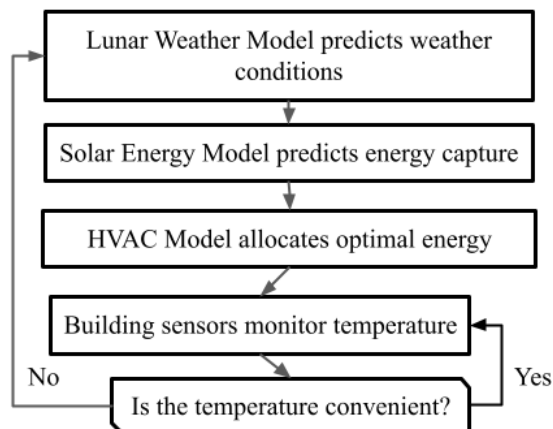 Lunar Weather Model predicts weather
conditions
Solar Energy Model predicts energy capture
HVAC Model allocates optimal energy
Building sensors monitor temperature
No
Yes
Is the temperature convenient?